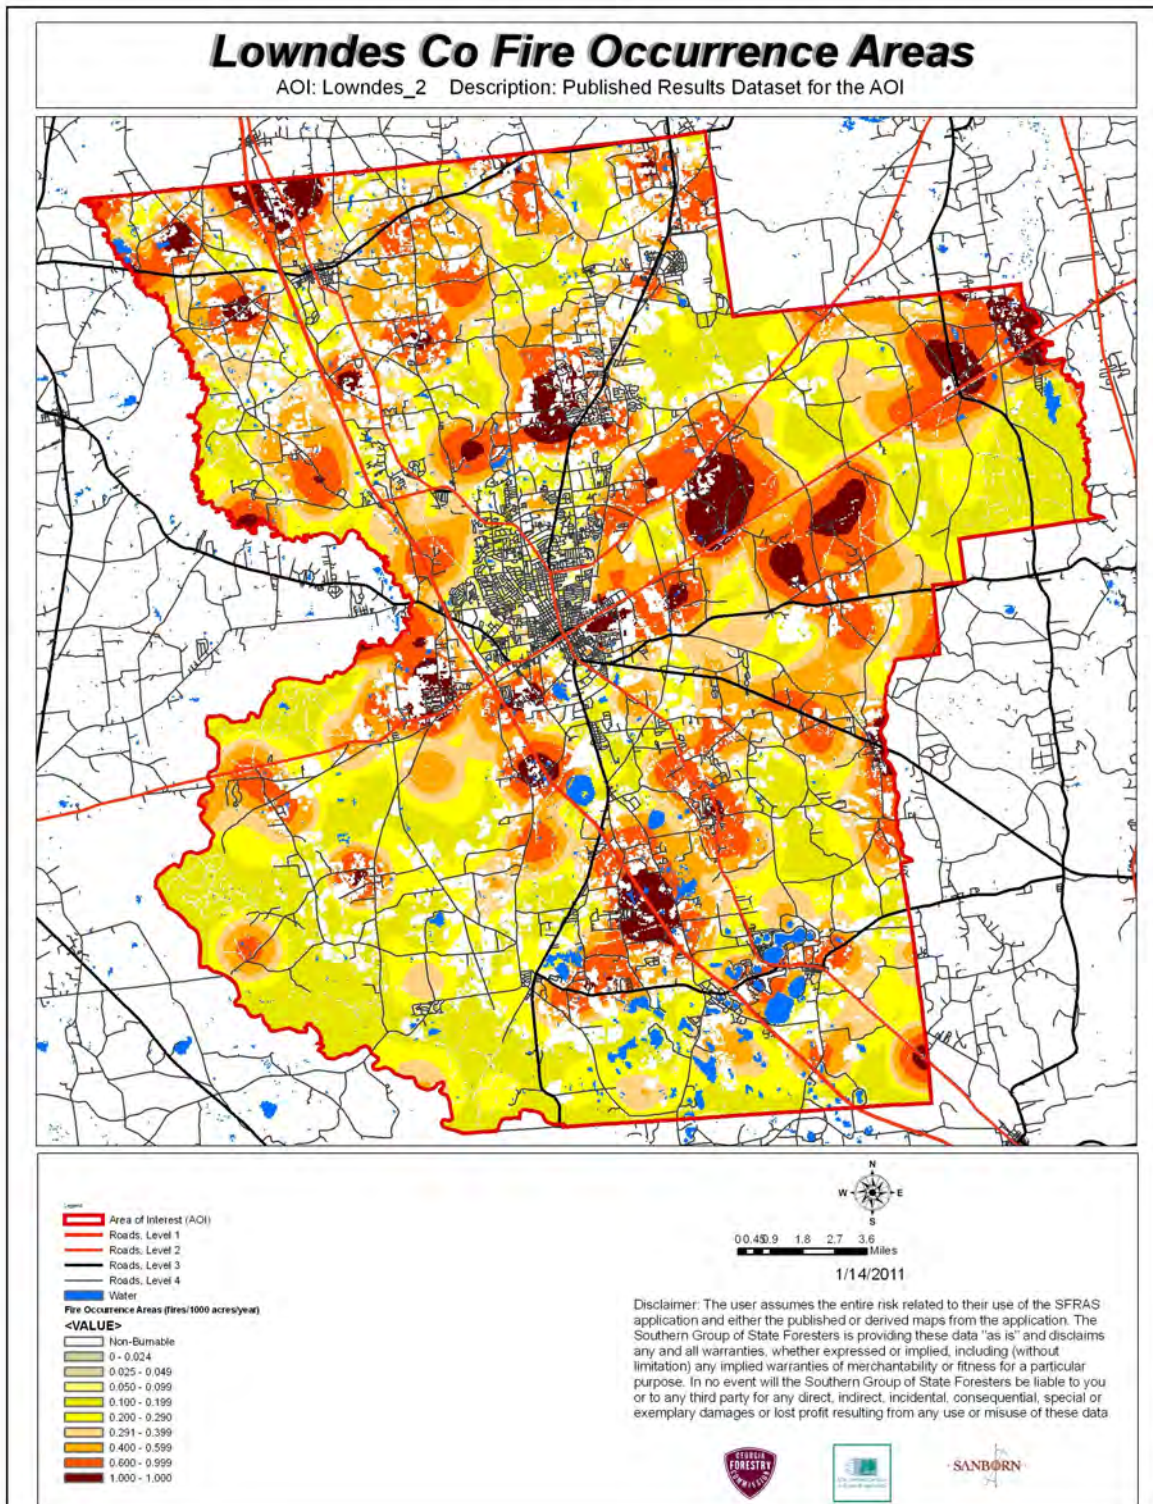 Lowndes Co Fire Occurrence Areas
AOI: Lowndes_2 Description: Published Results Dataset for the AOI
N
W E
S
0 0.45 0.9 1.8 2.7 3.6
Miles
1/14/2011
Legend
Area of Interest (AOI)
Roads, Level 1
Roads, Level 2
Roads, Level 3
Roads, Level 4
Water
Fire Occurrence Areas (fires/1000 acres/year)
<VALUE>
Non-Burnable
0 - 0.024
0.025 - 0.049
0.050 - 0.099
0.100 - 0.199
0.200 - 0.290
0.291 - 0.399
0.400 - 0.599
0.600 - 0.999
1.000 - 1.000
Disclaimer: The user assumes the entire risk related to their use of the SFRAS
application and either the published or derived maps from the application. The
Southern Group of State Foresters is providing these data "as is" and disclaims
any and all warranties, whether expressed or implied, including (without
limitation) any implied warranties of merchantability or fitness for a particular
purpose. In no event will the Southern Group of State Foresters be liable to you
or to any third party for any direct, indirect, incidental, consequential, special or
exemplary damages or lost profit resulting from any use or misuse of these data
GEORGIA
FORESTRY
COMMISSION
SANBORN